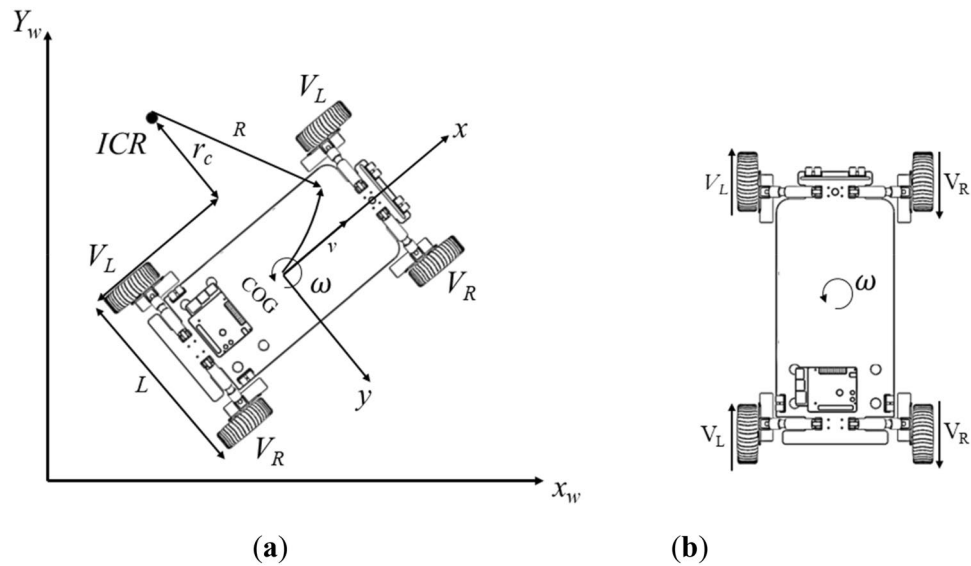 Y_w
V_L
x
ICR
R
r_c
V_L
v
V_R
COG
ω
L
y
V_R
x_w
(a)
V_L
V_R
ω
V_L
V_R
(b)